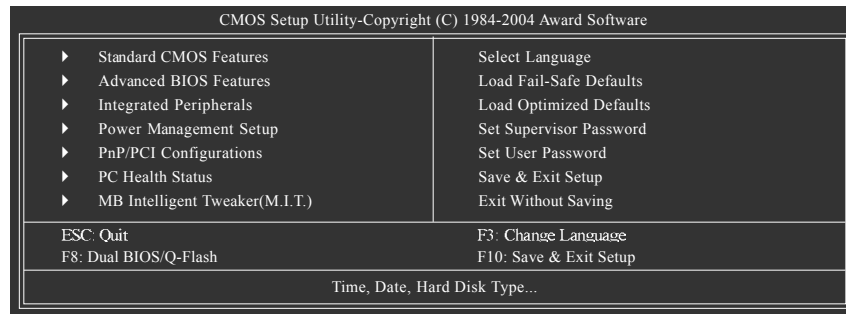 CMOS Setup Utility-Copyright (C) 1984-2004 Award Software
Standard CMOS Features
Advanced BIOS Features
Integrated Peripherals
Power Management Setup
PnP/PCI Configurations
PC Health Status
MB Intelligent Tweaker(M.I.T.)
Select Language
Load Fail-Safe Defaults
Load Optimized Defaults
Set Supervisor Password
Set User Password
Save & Exit Setup
Exit Without Saving
ESC: Quit
F3: Change Language
F8: Dual BIOS/Q-Flash
F10: Save & Exit Setup
Time, Date, Hard Disk Type...